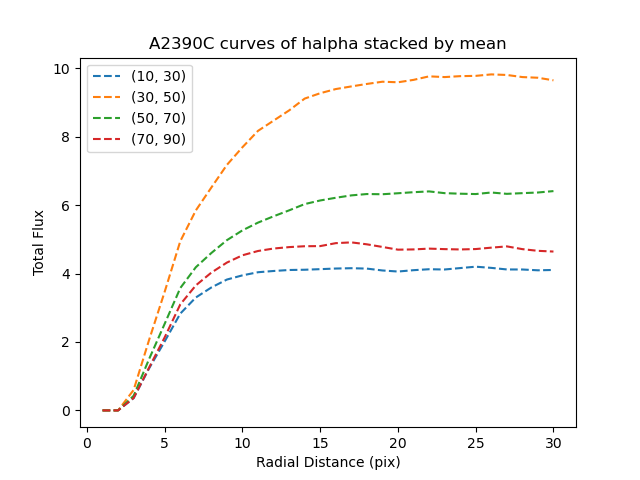 A2390C curves of halpha stacked by mean
(10, 30)
(30, 50)
(50, 70)
(70, 90)
10
8
6
4
2
0
Total Flux
0 5 10 15 20 25 30
Radial Distance (pix)